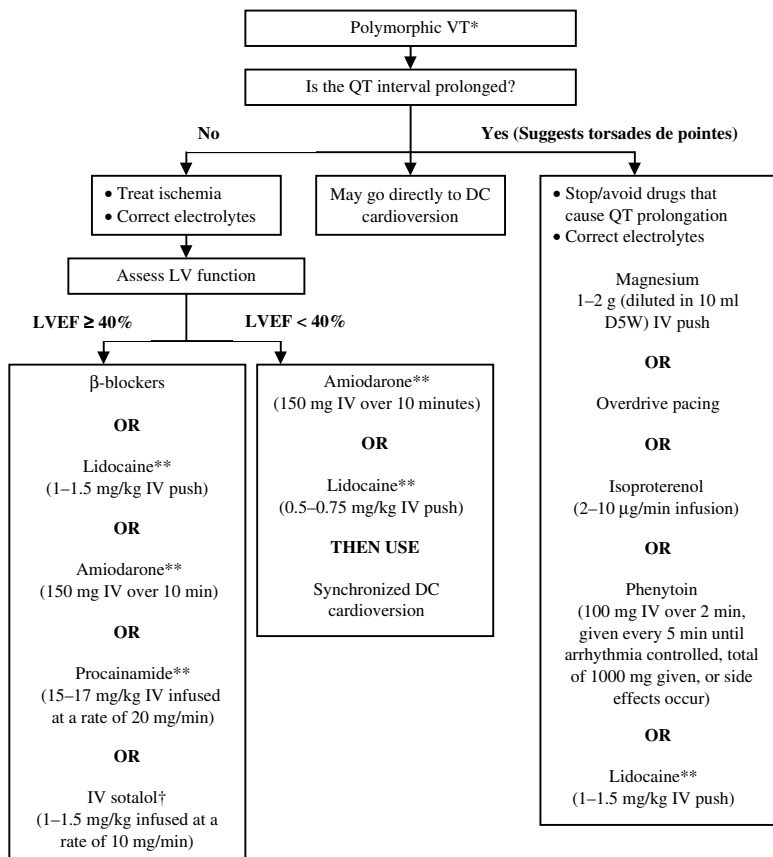 Polymorphic VT*
Is the QT interval prolonged?
No
Yes (Suggests torsades de pointes)
• Treat ischemia
• Correct electrolytes
May go directly to DC
cardioversion
• Stop/avoid drugs that
cause QT prolongation
• Correct electrolytes
Magnesium
1–2 g (diluted in 10 ml
D5W) IV push
OR
Overdrive pacing
OR
Isoproterenol
(2–10 μg/min infusion)
OR
Phenytoin
(100 mg IV over 2 min,
given every 5 min until
arrhythmia controlled, total
of 1000 mg given, or side
effects occur)
OR
Lidocaine**
(1–1.5 mg/kg IV push)
Assess LV function
LVEF ≥ 40%
LVEF < 40%
β-blockers
OR
Lidocaine**
(1–1.5 mg/kg IV push)
OR
Amiodarone**
(150 mg IV over 10 min)
OR
Procainamide**
(15–17 mg/kg IV infused
at a rate of 20 mg/min)
OR
IV sotalol†
(1–1.5 mg/kg infused at a
rate of 10 mg/min)
Amiodarone**
(150 mg IV over 10 minutes)
OR
Lidocaine**
(0.5–0.75 mg/kg IV push)
THEN USE
Synchronized DC
cardioversion